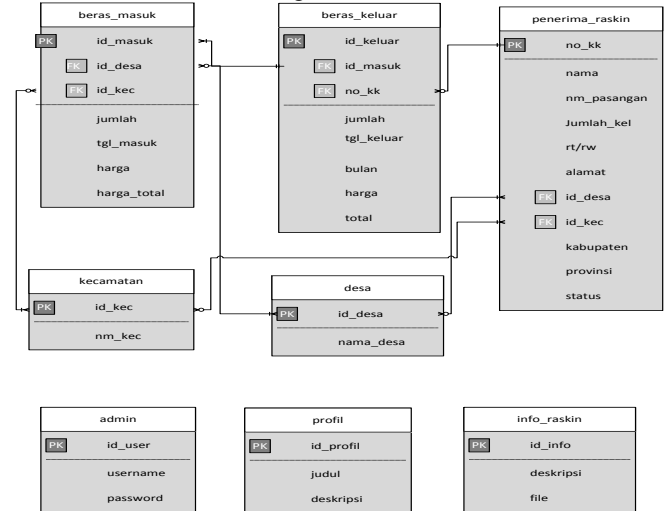 beras_masuk
PK id_masuk
FK id_desa
FK id_kec
jumlah
tgl_masuk
harga
harga_total
beras_keluar
PK id_keluar
FK id_masuk
FK no_kk
jumlah
tgl_keluar
bulan
harga
total
penerima_raskin
PK no_kk
nama
nm_pasangan
Jumlah_kel
rt/rw
alamat
FK id_desa
FK id_kec
kabupaten
provinsi
status
kecamatan
PK id_kec
nm_kec
desa
PK id_desa
nama_desa
admin
PK id_user
username
password
profil
PK id_profil
judul
deskripsi
info_raskin
PK id_info
deskripsi
file